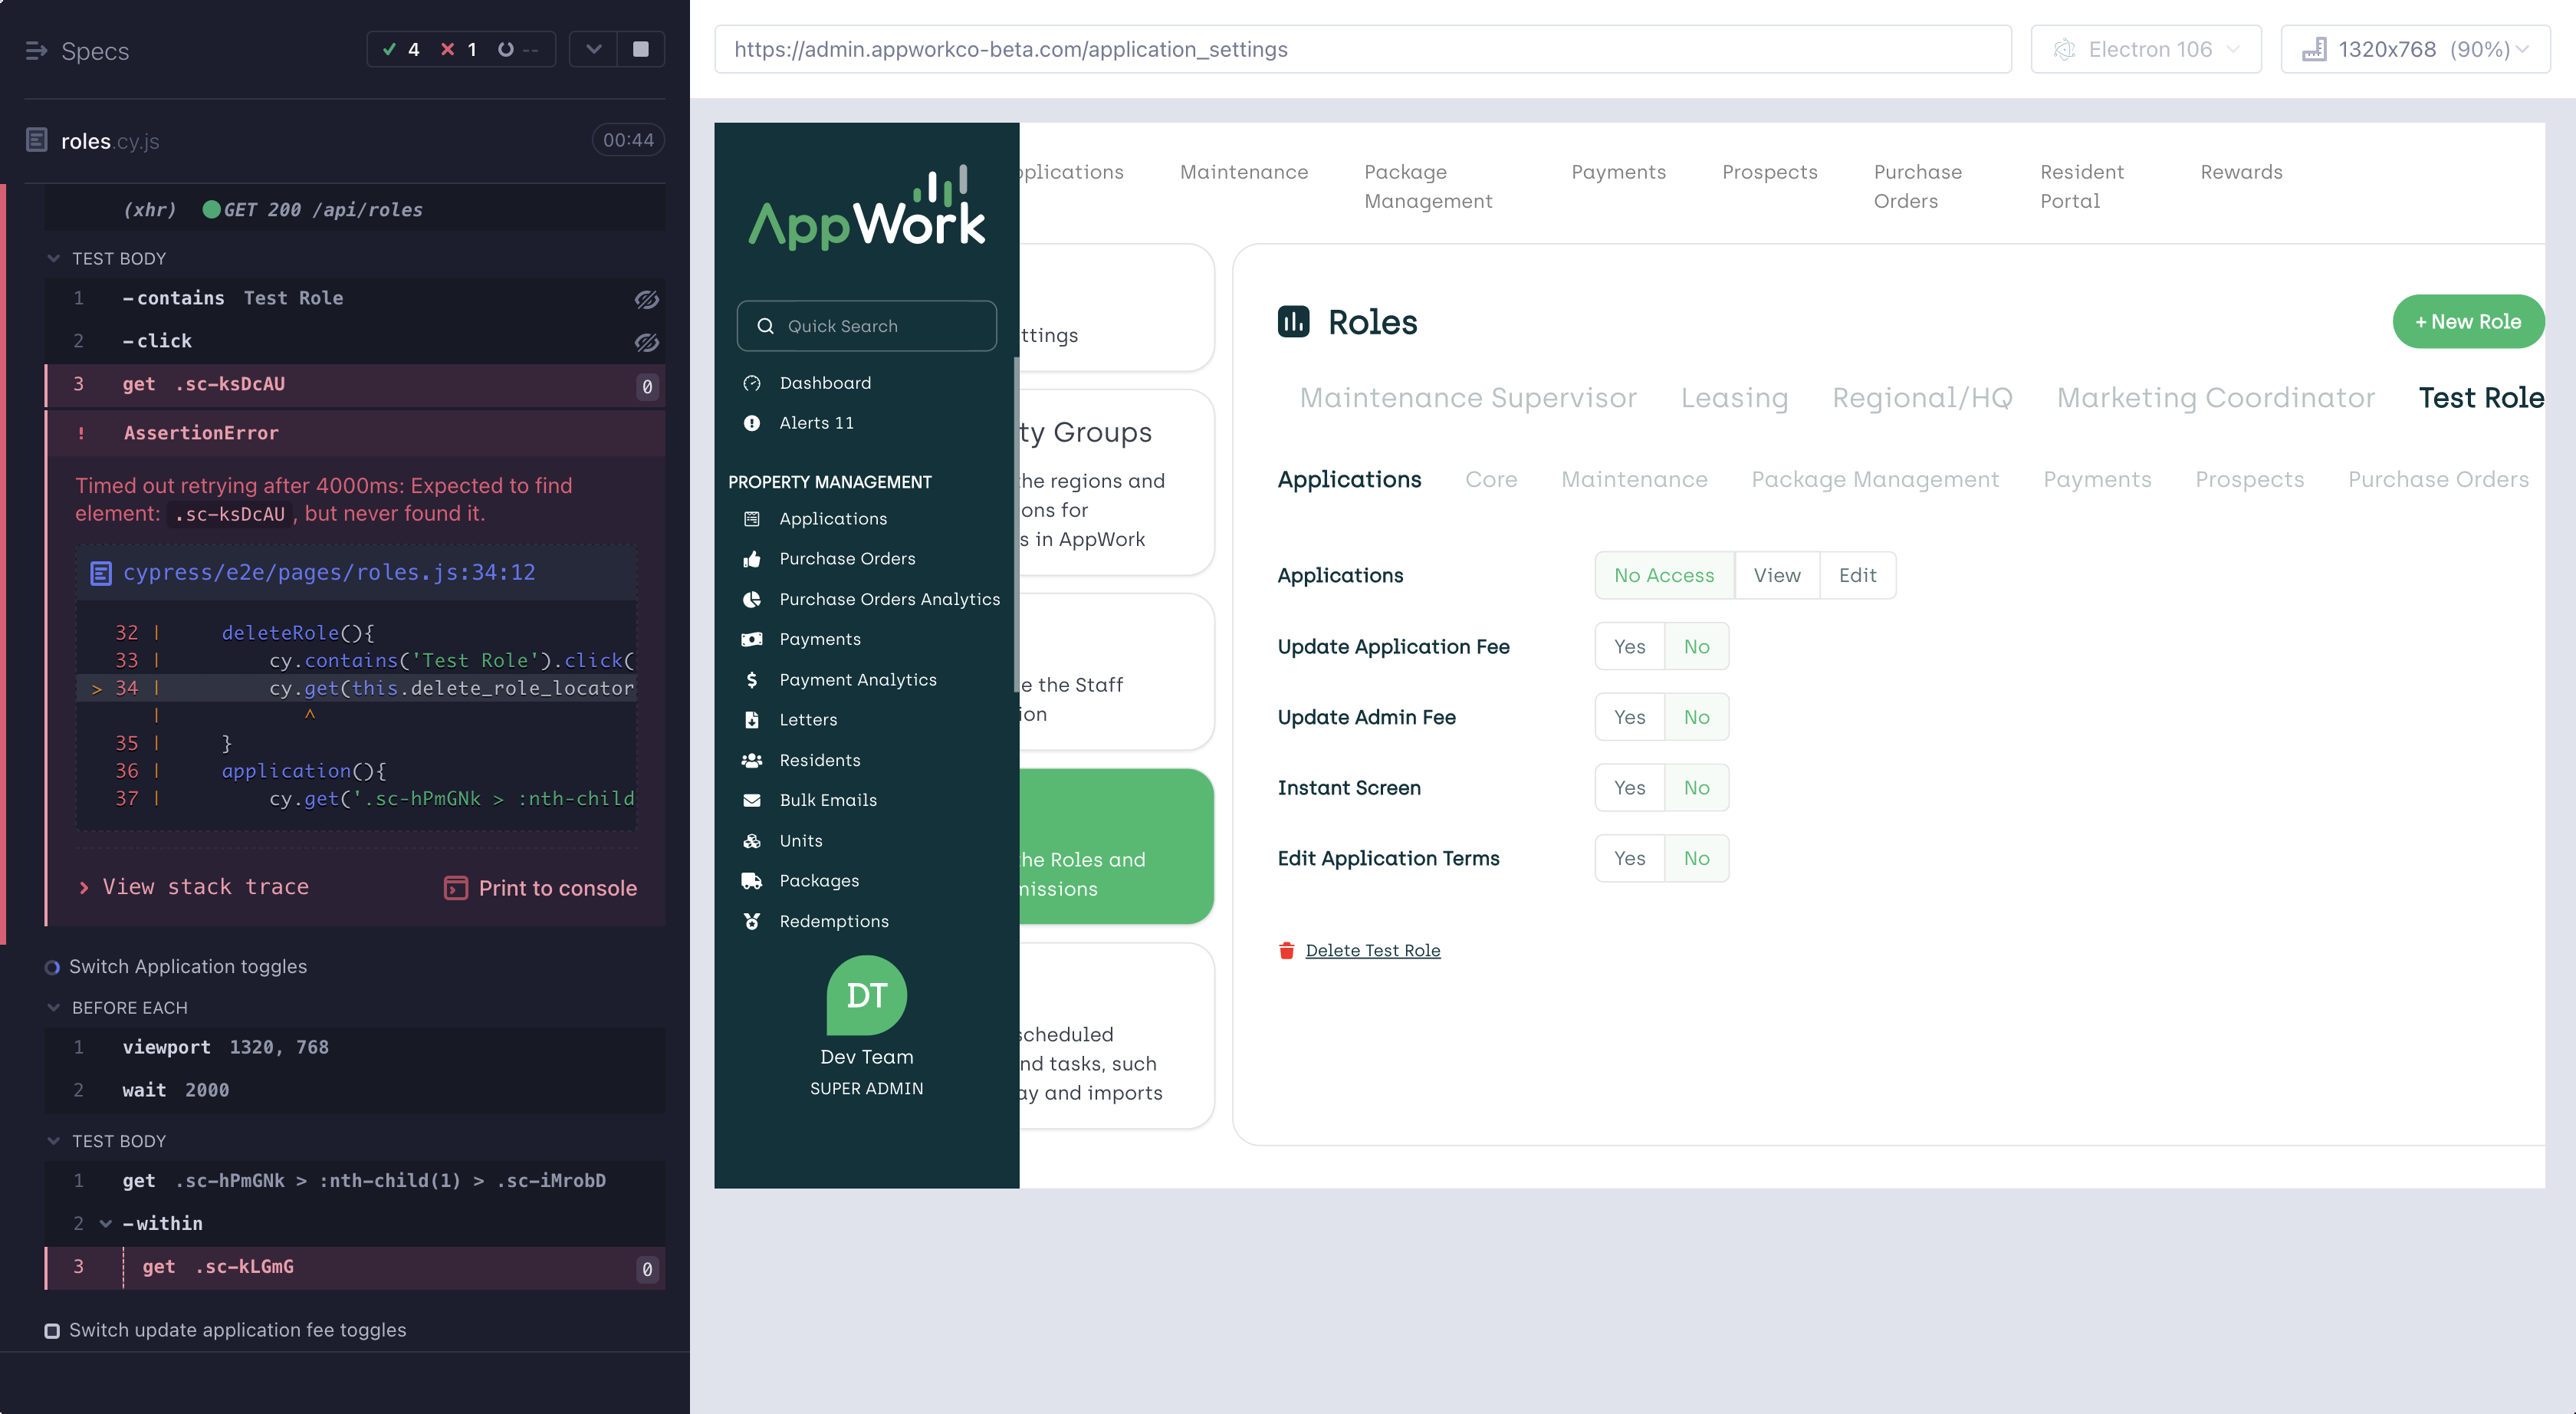 Specs
4 1 --
roles.cy.js
00:44
(xhr) GET 200 /api/roles
TEST BODY
1 -contains Test Role
2 -click
3 get .sc-ksDcAU 0
! AssertionError
Timed out retrying after 4000ms: Expected to find
element: .sc-ksDcAU, but never found it.
cypress/e2e/pages/roles.js:34:12
32 | deleteRole(){
33 | cy.contains('Test Role').click(
> 34 | cy.get(this.delete_role_locator
| ^
35 | }
36 | application(){
37 | cy.get('.sc-hPmGNk > :nth-child
View stack trace
Print to console
Switch Application toggles
BEFORE EACH
1 viewport 1320, 768
2 wait 2000
TEST BODY
1 get .sc-hPmGNk > :nth-child(1) > .sc-iMrobD
2 -within
3 get .sc-kLGmG 0
Switch update application fee toggles
https://admin.appworkco-beta.com/application_settings
Electron 106
1320x768 (90%)
AppWork
Quick Search
Dashboard
Alerts 11
PROPERTY MANAGEMENT
Applications
Purchase Orders
Purchase Orders Analytics
Payments
Payment Analytics
Letters
Residents
Bulk Emails
Units
Packages
Redemptions
DT
Dev Team
SUPER ADMIN
pplications
Maintenance
Package
Management
Payments
Prospects
Purchase
Orders
Resident
Portal
Rewards
ttings
ty Groups
the regions and
ons for
s in AppWork
e the Staff
ion
the Roles and
missions
scheduled
nd tasks, such
ay and imports
Roles
+ New Role
Maintenance Supervisor Leasing Regional/HQ Marketing Coordinator Test Role
Applications Core Maintenance Package Management Payments Prospects Purchase Orders
Applications No Access View Edit
Update Application Fee Yes No
Update Admin Fee Yes No
Instant Screen Yes No
Edit Application Terms Yes No
Delete Test Role